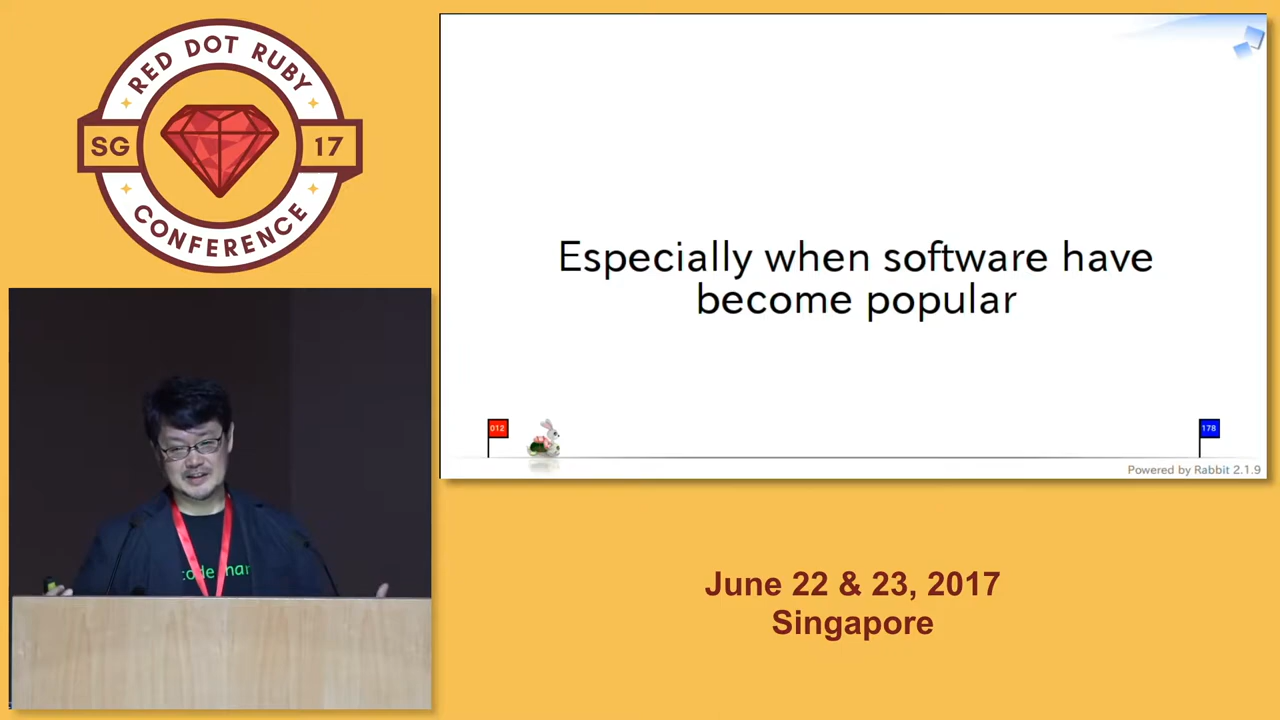 RED DOT RUBY
SG
17
CONFERENCE
Especially when software have
become popular
012
178
Powered by Rabbit 2.1.9
June 22 & 23, 2017
Singapore